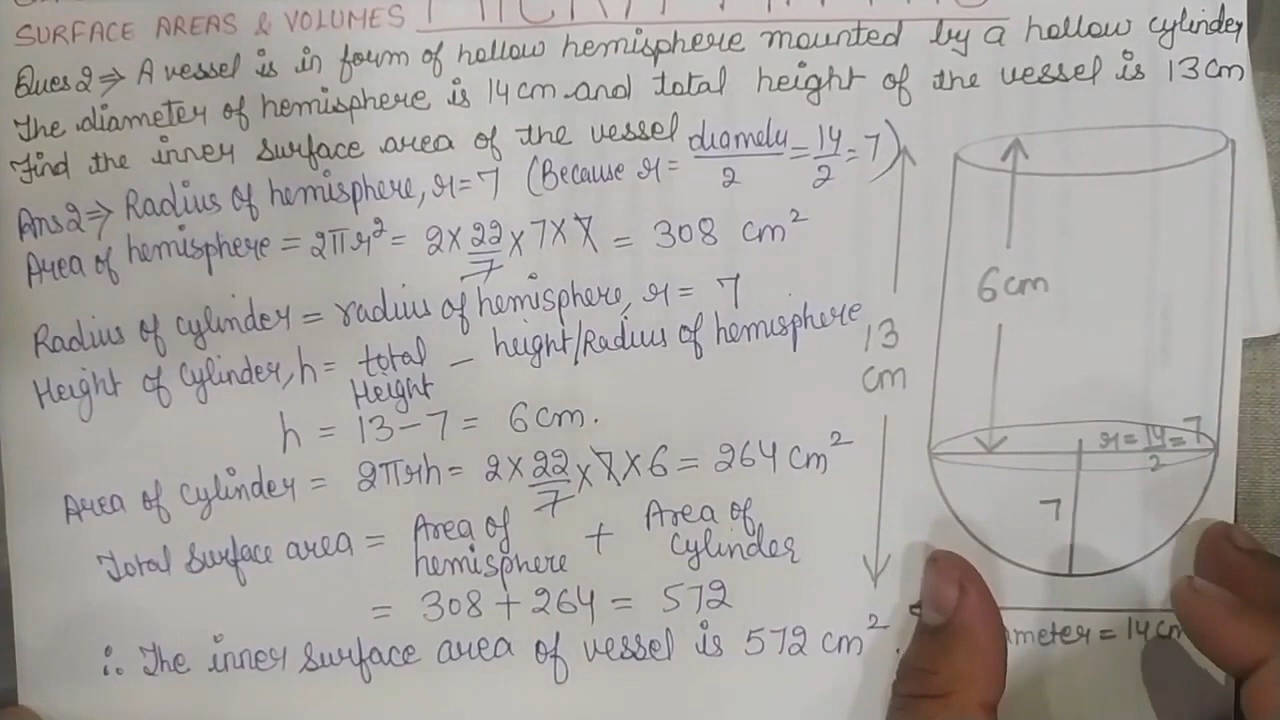 SURFACE AREAS & VOLUMES
Ques 2 ⇒ A vessel is in form of hollow hemisphere mounted by a hollow cylinder
The diameter of hemisphere is 14 cm and total height of the vessel is 13 cm
Find the inner surface area of the vessel
Ans 2 ⇒ Radius of hemisphere, r = 7 (Because r = diamely/2 = 14/2 = 7)
Area of hemisphere = 2πr² = 2 × 22/7 × 7 × 7 = 308 cm²
Radius of cylinder = radius of hemisphere, r = 7
Height of cylinder, h = total Height − height/Radius of hemisphere
h = 13 − 7 = 6 cm.
Area of cylinder = 2πrh = 2 × 22/7 × 7 × 6 = 264 cm²
Total surface area = Area of hemisphere + Area of cylinder
= 308 + 264 = 572
∴ The inner surface area of vessel is 572 cm².
13 cm
6 cm
r = 14/2 = 7
7
ameter = 14 cm